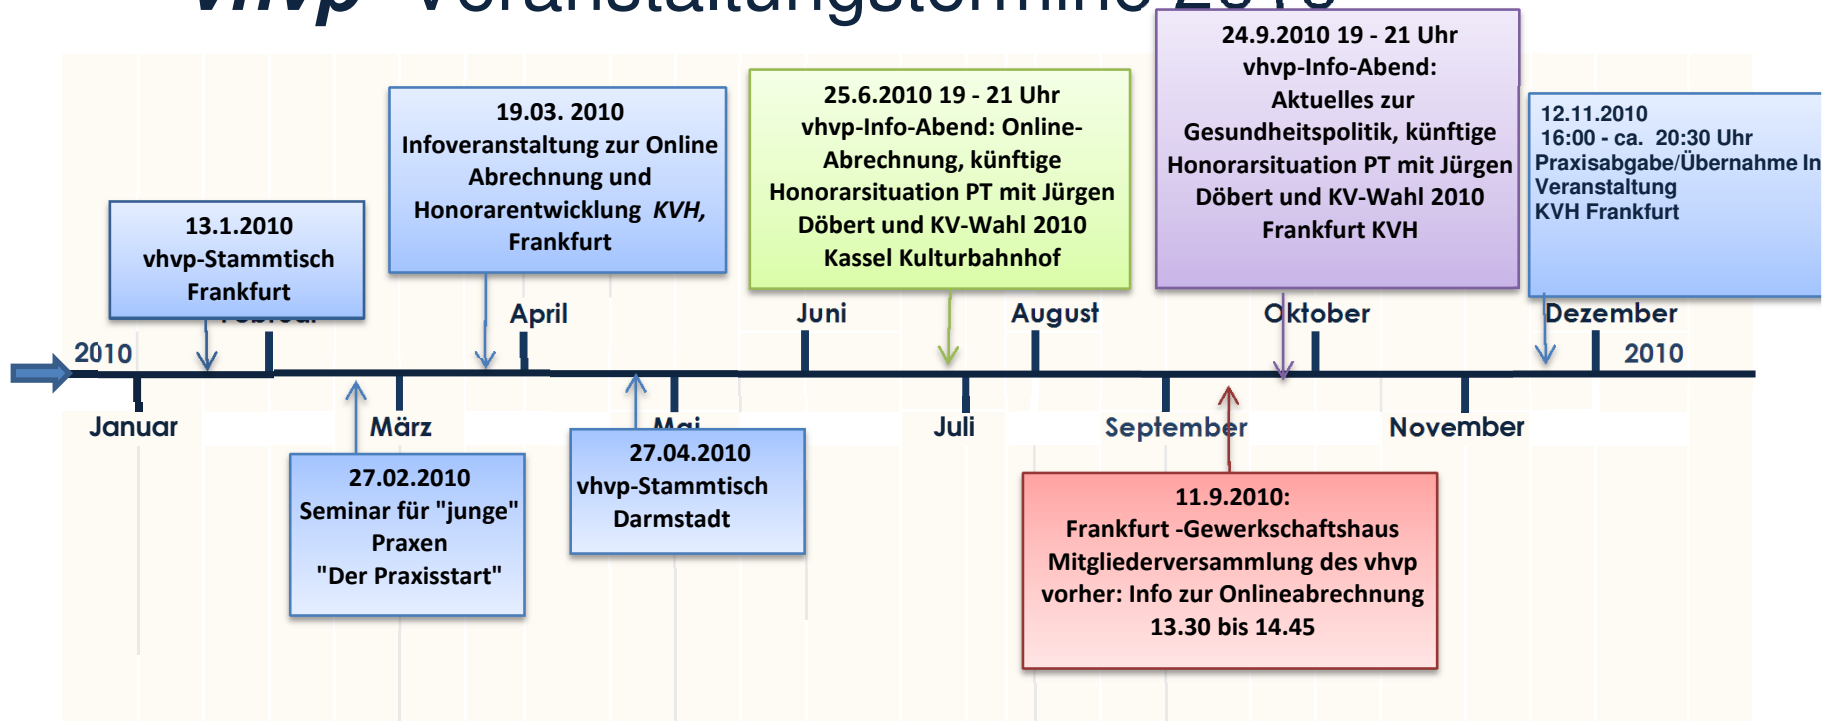 vhvp Veranstaltungstermine 2010
13.1.2010
vhvp-Stammtisch
Frankfurt
19.03. 2010
Infoveranstaltung zur Online
Abrechnung und
Honorarentwicklung KVH,
Frankfurt
25.6.2010 19 - 21 Uhr
vhvp-Info-Abend: Online-
Abrechnung, künftige
Honorarsituation PT mit Jürgen
Döbert und KV-Wahl 2010
Kassel Kulturbahnhof
24.9.2010 19 - 21 Uhr
vhvp-Info-Abend:
Aktuelles zur
Gesundheitspolitik, künftige
Honorarsituation PT mit Jürgen
Döbert und KV-Wahl 2010
Frankfurt KVH
12.11.2010
16:00 - ca. 20:30 Uhr
Praxisabgabe/Übernahme In
Veranstaltung
KVH Frankfurt
Februar
April
Juni
August
Oktober
Dezember
2010
2010
Januar
März
Mai
Juli
September
November
27.02.2010
Seminar für "junge"
Praxen
"Der Praxisstart"
27.04.2010
vhvp-Stammtisch
Darmstadt
11.9.2010:
Frankfurt -Gewerkschaftshaus
Mitgliederversammlung des vhvp
vorher: Info zur Onlineabrechnung
13.30 bis 14.45